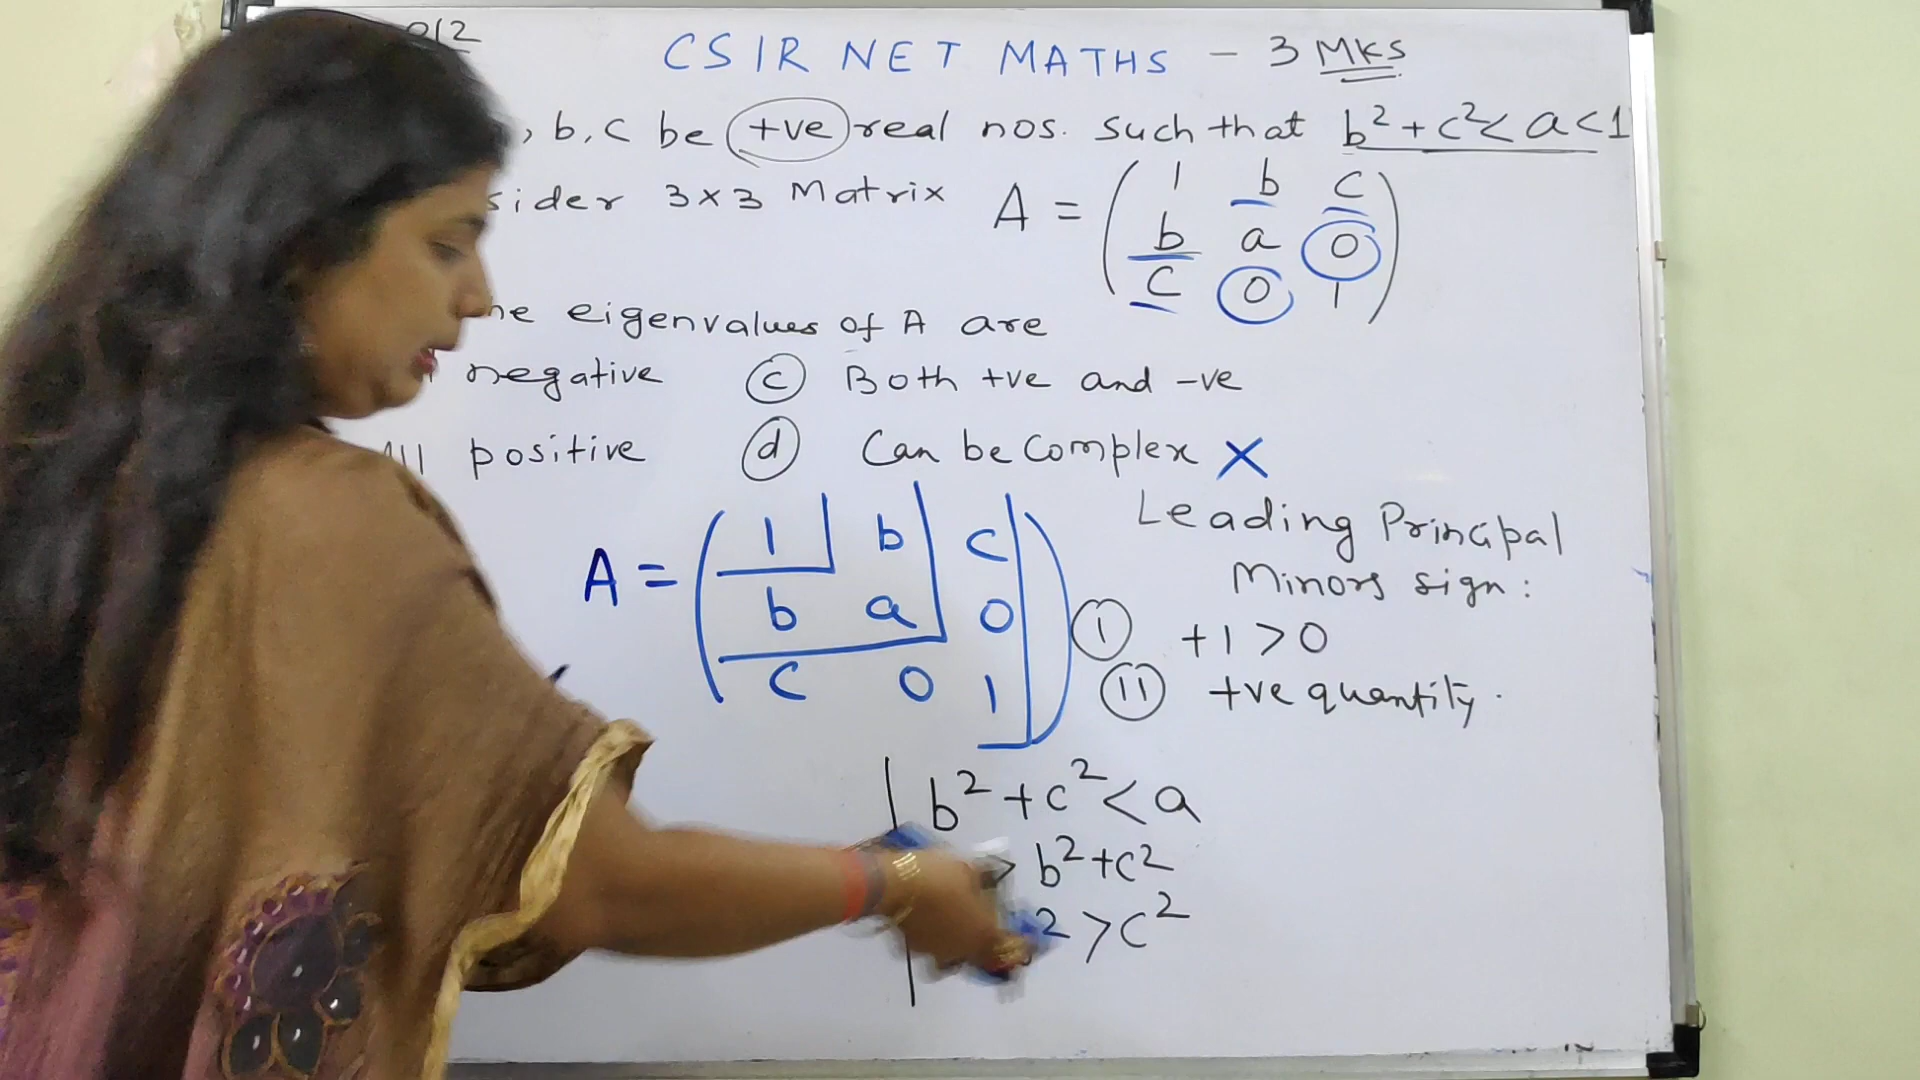 012
CSIR NET MATHS - 3 MKS
, b, c be +ve real nos. such that b² + c² < a < 1
sider 3×3 Matrix A = ( 1 b c
b a 0
c 0 1 )
he eigenvalues of A are
negative (c) Both +ve and -ve
All positive (d) Can be Complex X
A = ( 1 b c
b a 0
c 0 1 )
Leading Principal
Minors sign :
(I) +1 > 0
(II) +ve quantity.
b² + c² < a
> b² + c²
2 > c²